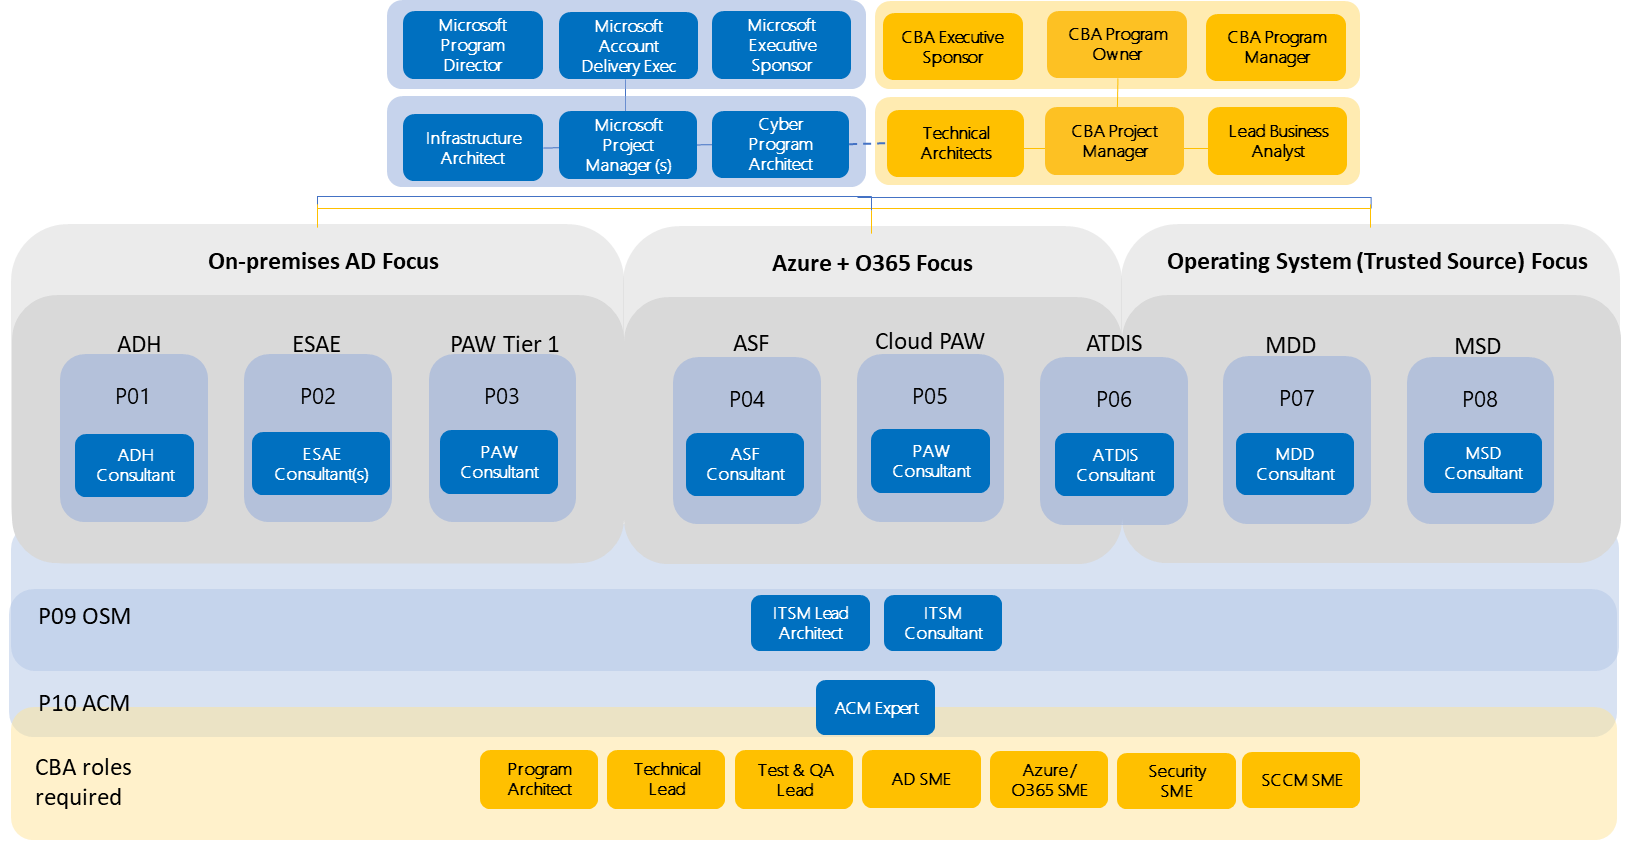 Microsoft
Program
Director
Microsoft
Account
Delivery Exec
Microsoft
Executive
Sponsor
CBA Executive
Sponsor
CBA Program
Owner
CBA Program
Manager
Infrastructure
Architect
Microsoft
Project
Manager (s)
Cyber
Program
Architect
Technical
Architects
CBA Project
Manager
Lead Business
Analyst
On-premises AD Focus
Azure + O365 Focus
Operating System (Trusted Source) Focus
ADH
P01
ADH
Consultant
ESAE
P02
ESAE
Consultant(s)
PAW Tier 1
P03
PAW
Consultant
ASF
P04
ASF
Consultant
Cloud PAW
P05
PAW
Consultant
ATDIS
P06
ATDIS
Consultant
MDD
P07
MDD
Consultant
MSD
P08
MSD
Consultant
P09 OSM
ITSM Lead
Architect
ITSM
Consultant
P10 ACM
ACM Expert
CBA roles
required
Program
Architect
Technical
Lead
Test & QA
Lead
AD SME
Azure /
O365 SME
Security
SME
SCCM SME